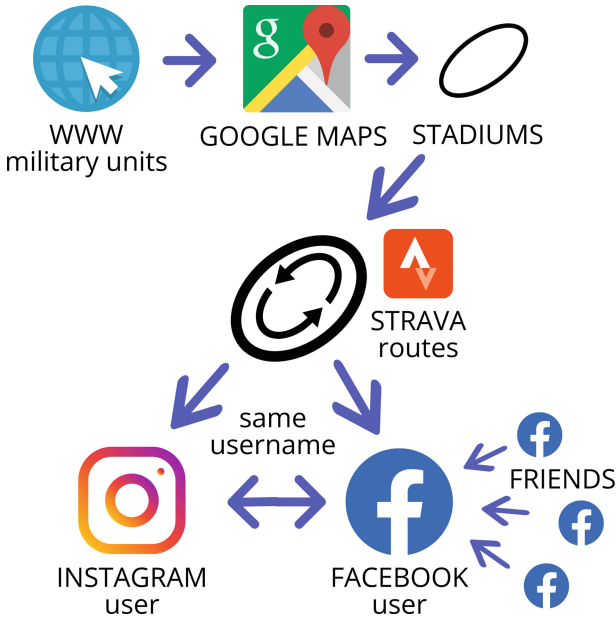 g
WWW
military units
GOOGLE MAPS
STADIUMS
STRAVA
routes
same
username
INSTAGRAM
user
f
FACEBOOK
user
f
FRIENDS
f
f